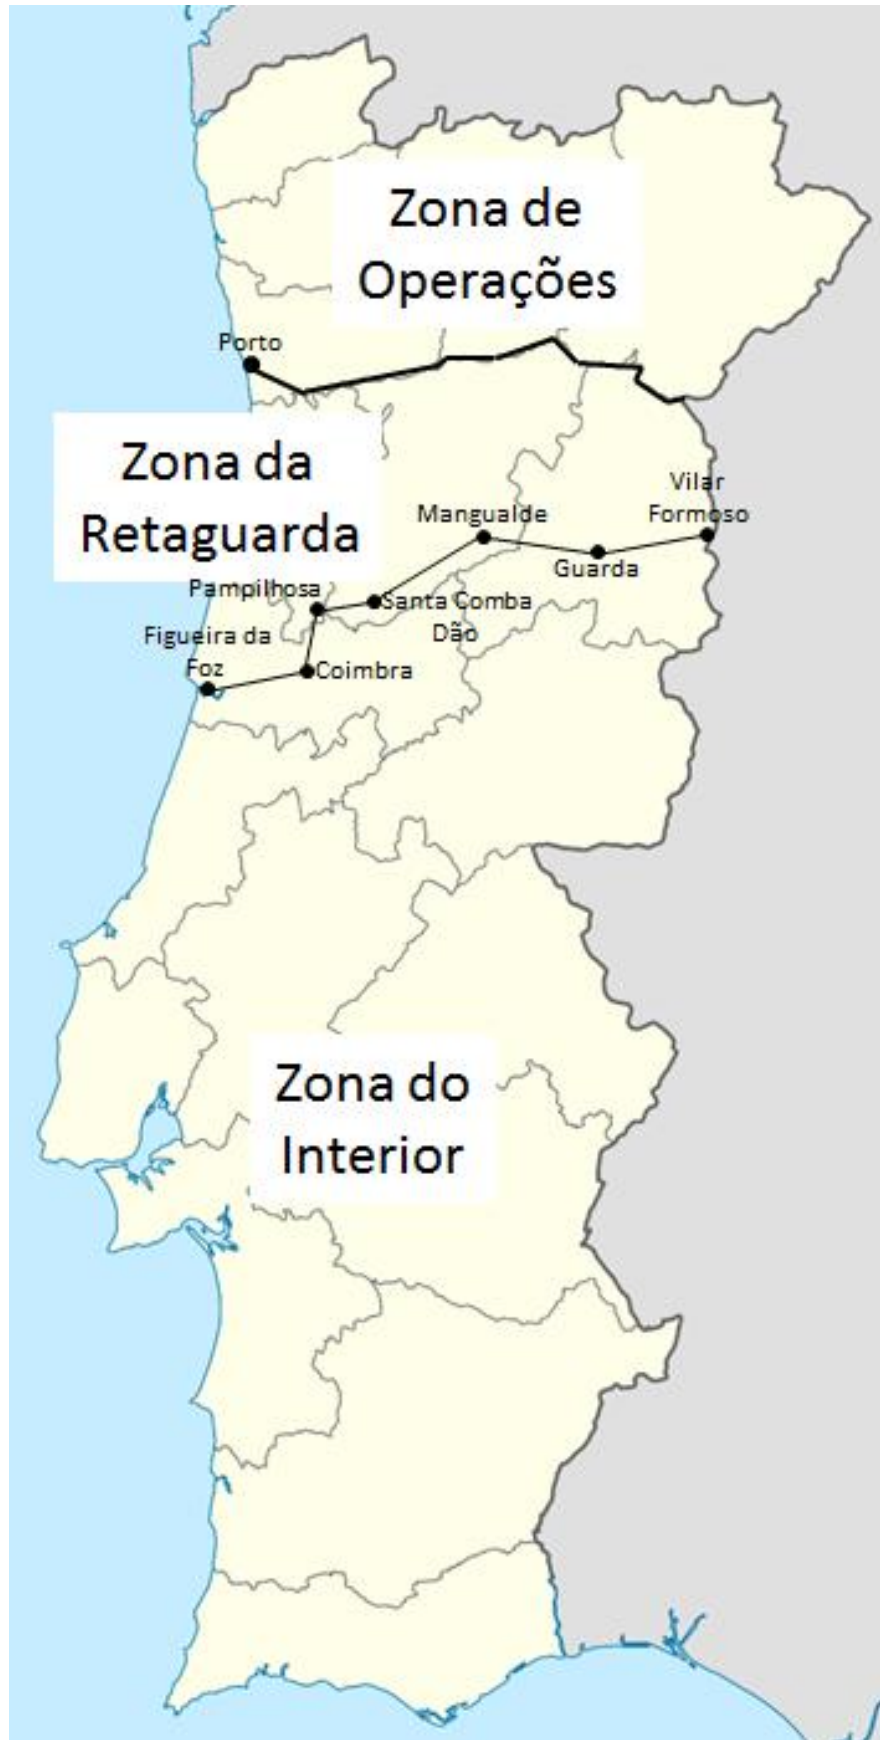 Zona de
Operações
Porto
Zona da
Retaguarda
Vilar
Formoso
Mangualde
Guarda
Pampilhosa
Santa Comba
Dão
Figueira da
Foz
Coimbra
Zona do
Interior